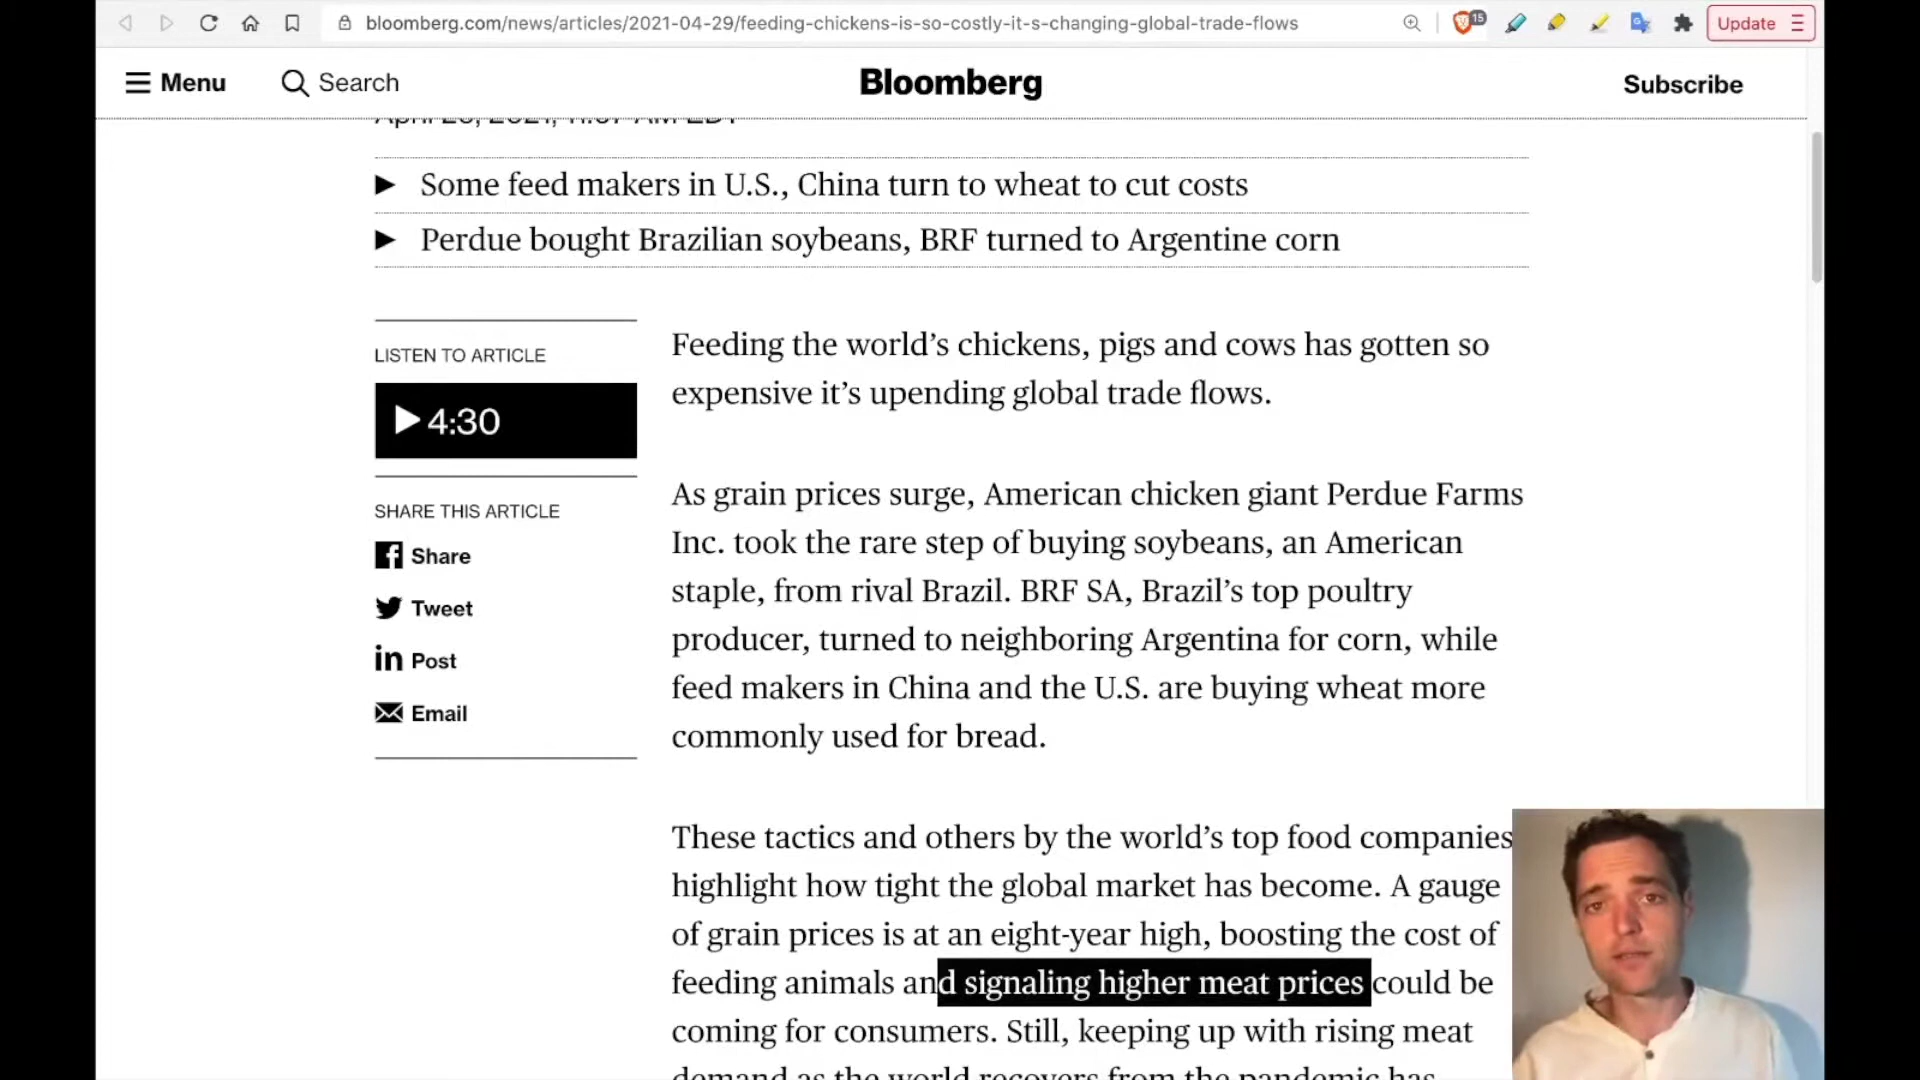 bloomberg.com/news/articles/2021-04-29/feeding-chickens-is-so-costly-it-s-changing-global-trade-flows
15
Update
Menu
Search
Bloomberg
Subscribe
Some feed makers in U.S., China turn to wheat to cut costs
Perdue bought Brazilian soybeans, BRF turned to Argentine corn
LISTEN TO ARTICLE
4:30
SHARE THIS ARTICLE
Share
Tweet
Post
Email
Feeding the world’s chickens, pigs and cows has gotten so
expensive it’s upending global trade flows.
As grain prices surge, American chicken giant Perdue Farms
Inc. took the rare step of buying soybeans, an American
staple, from rival Brazil. BRF SA, Brazil’s top poultry
producer, turned to neighboring Argentina for corn, while
feed makers in China and the U.S. are buying wheat more
commonly used for bread.
These tactics and others by the world’s top food companies
highlight how tight the global market has become. A gauge
of grain prices is at an eight-year high, boosting the cost of
feeding animals and signaling higher meat prices could be
coming for consumers. Still, keeping up with rising meat
demand as the world recovers from the pandemic has